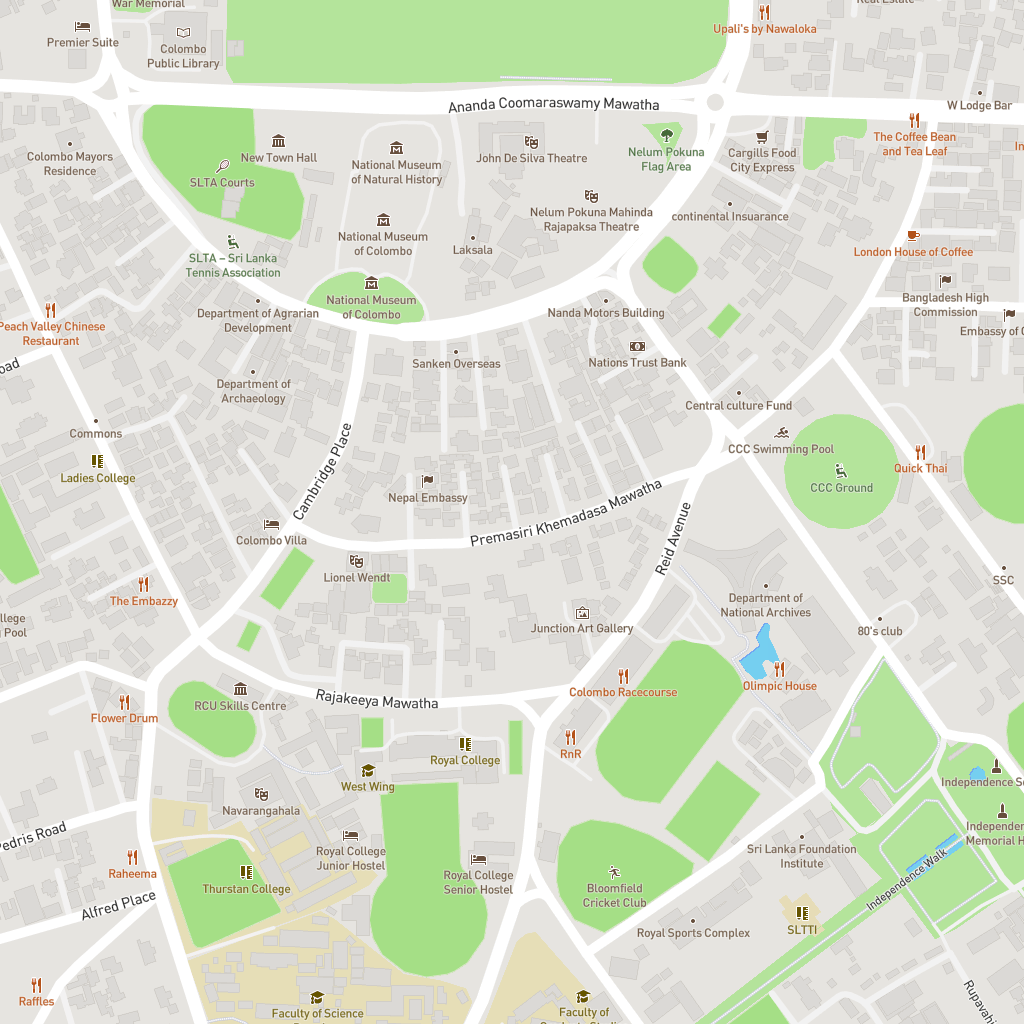 War Memorial
Real Estate
Premier Suite
Colombo
Public Library
Upali's by Nawaloka
Ananda Coomaraswamy Mawatha
W Lodge Bar
The Coffee Bean
and Tea Leaf
Colombo Mayors
Residence
New Town Hall
SLTA Courts
National Museum
of Natural History
John De Silva Theatre
Nelum Pokuna
Flag Area
Cargills Food
City Express
Nelum Pokuna Mahinda
Rajapaksa Theatre
continental Insuarance
National Museum
of Colombo
Laksala
London House of Coffee
SLTA – Sri Lanka
Tennis Association
National Museum
of Colombo
Bangladesh High
Commission
Department of Agrarian
Development
Nanda Motors Building
Peach Valley Chinese
Restaurant
Embassy of
Sanken Overseas
Nations Trust Bank
Department of
Archaeology
Central culture Fund
Commons
Cambridge Place
CCC Swimming Pool
Ladies College
Quick Thai
CCC Ground
Nepal Embassy
Premasiri Khemadasa Mawatha
Colombo Villa
Reid Avenue
Lionel Wendt
The Embazzy
SSC
Department of
National Archives
Junction Art Gallery
80's club
Pool
Olimpic House
Colombo Racecourse
Rajakeeya Mawatha
RCU Skills Centre
Flower Drum
RnR
Royal College
West Wing
Independence
Navarangahala
Pedris Road
Independence Walk
Memorial
Royal College
Junior Hostel
Sri Lanka Foundation
Institute
Raheema
Royal College
Senior Hostel
Thurstan College
Bloomfield
Cricket Club
Alfred Place
SLTTI
Royal Sports Complex
Raffles
Faculty of Science
Faculty of